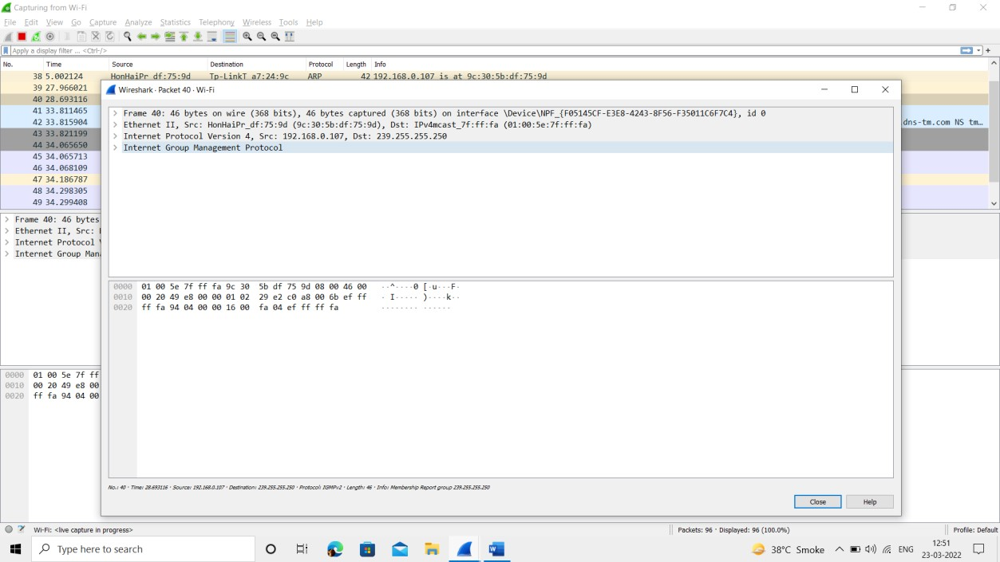 Capturing from Wi-Fi
File Edit View Go Capture Analyze Statistics Telephony Wireless Tools Help
Apply a display filter ... <Ctrl-/>
No. Time Source Destination Protocol Length Info
38 5.002124 HonHaiPr_df:75:9d Tp-LinkT_a7:24:9c ARP 42 192.168.0.107 is at 9c:30:5b:df:75:9d
39 27.966021
40 28.693116
41 33.811465
42 33.815904 dns-tm.com NS tm…
43 33.821199
44 34.065650
45 34.065713
46 34.068109
47 34.186787
48 34.298305
49 34.299408
Wireshark · Packet 40 · Wi-Fi
Frame 40: 46 bytes on wire (368 bits), 46 bytes captured (368 bits) on interface \Device\NPF_{F05145CF-E3E8-4243-8F56-F35011C6F7C4}, id 0
Ethernet II, Src: HonHaiPr_df:75:9d (9c:30:5b:df:75:9d), Dst: IPv4mcast_7f:ff:fa (01:00:5e:7f:ff:fa)
Internet Protocol Version 4, Src: 192.168.0.107, Dst: 239.255.255.250
Internet Group Management Protocol
0000 01 00 5e 7f ff fa 9c 30 5b df 75 9d 08 00 46 00 ··^····0 [·u···F·
0010 00 20 49 e8 00 00 01 02 29 e2 c0 a8 00 6b ef ff · I····· )····k··
0020 ff fa 94 04 00 00 16 00 fa 04 ef ff ff fa ········ ······
No.: 40 · Time: 28.693116 · Source: 192.168.0.107 · Destination: 239.255.255.250 · Protocol: IGMPv2 · Length: 46 · Info: Membership Report group 239.255.255.250
Close Help
Frame 40: 46 bytes
Ethernet II, Src:
Internet Protocol
Internet Group Man
0000 01 00 5e 7f ff
0010 00 20 49 e8 00
0020 ff fa 94 04 00
Wi-Fi: <live capture in progress> Packets: 96 · Displayed: 96 (100.0%) Profile: Default
Type here to search
38°C Smoke
ENG
12:51
23-03-2022